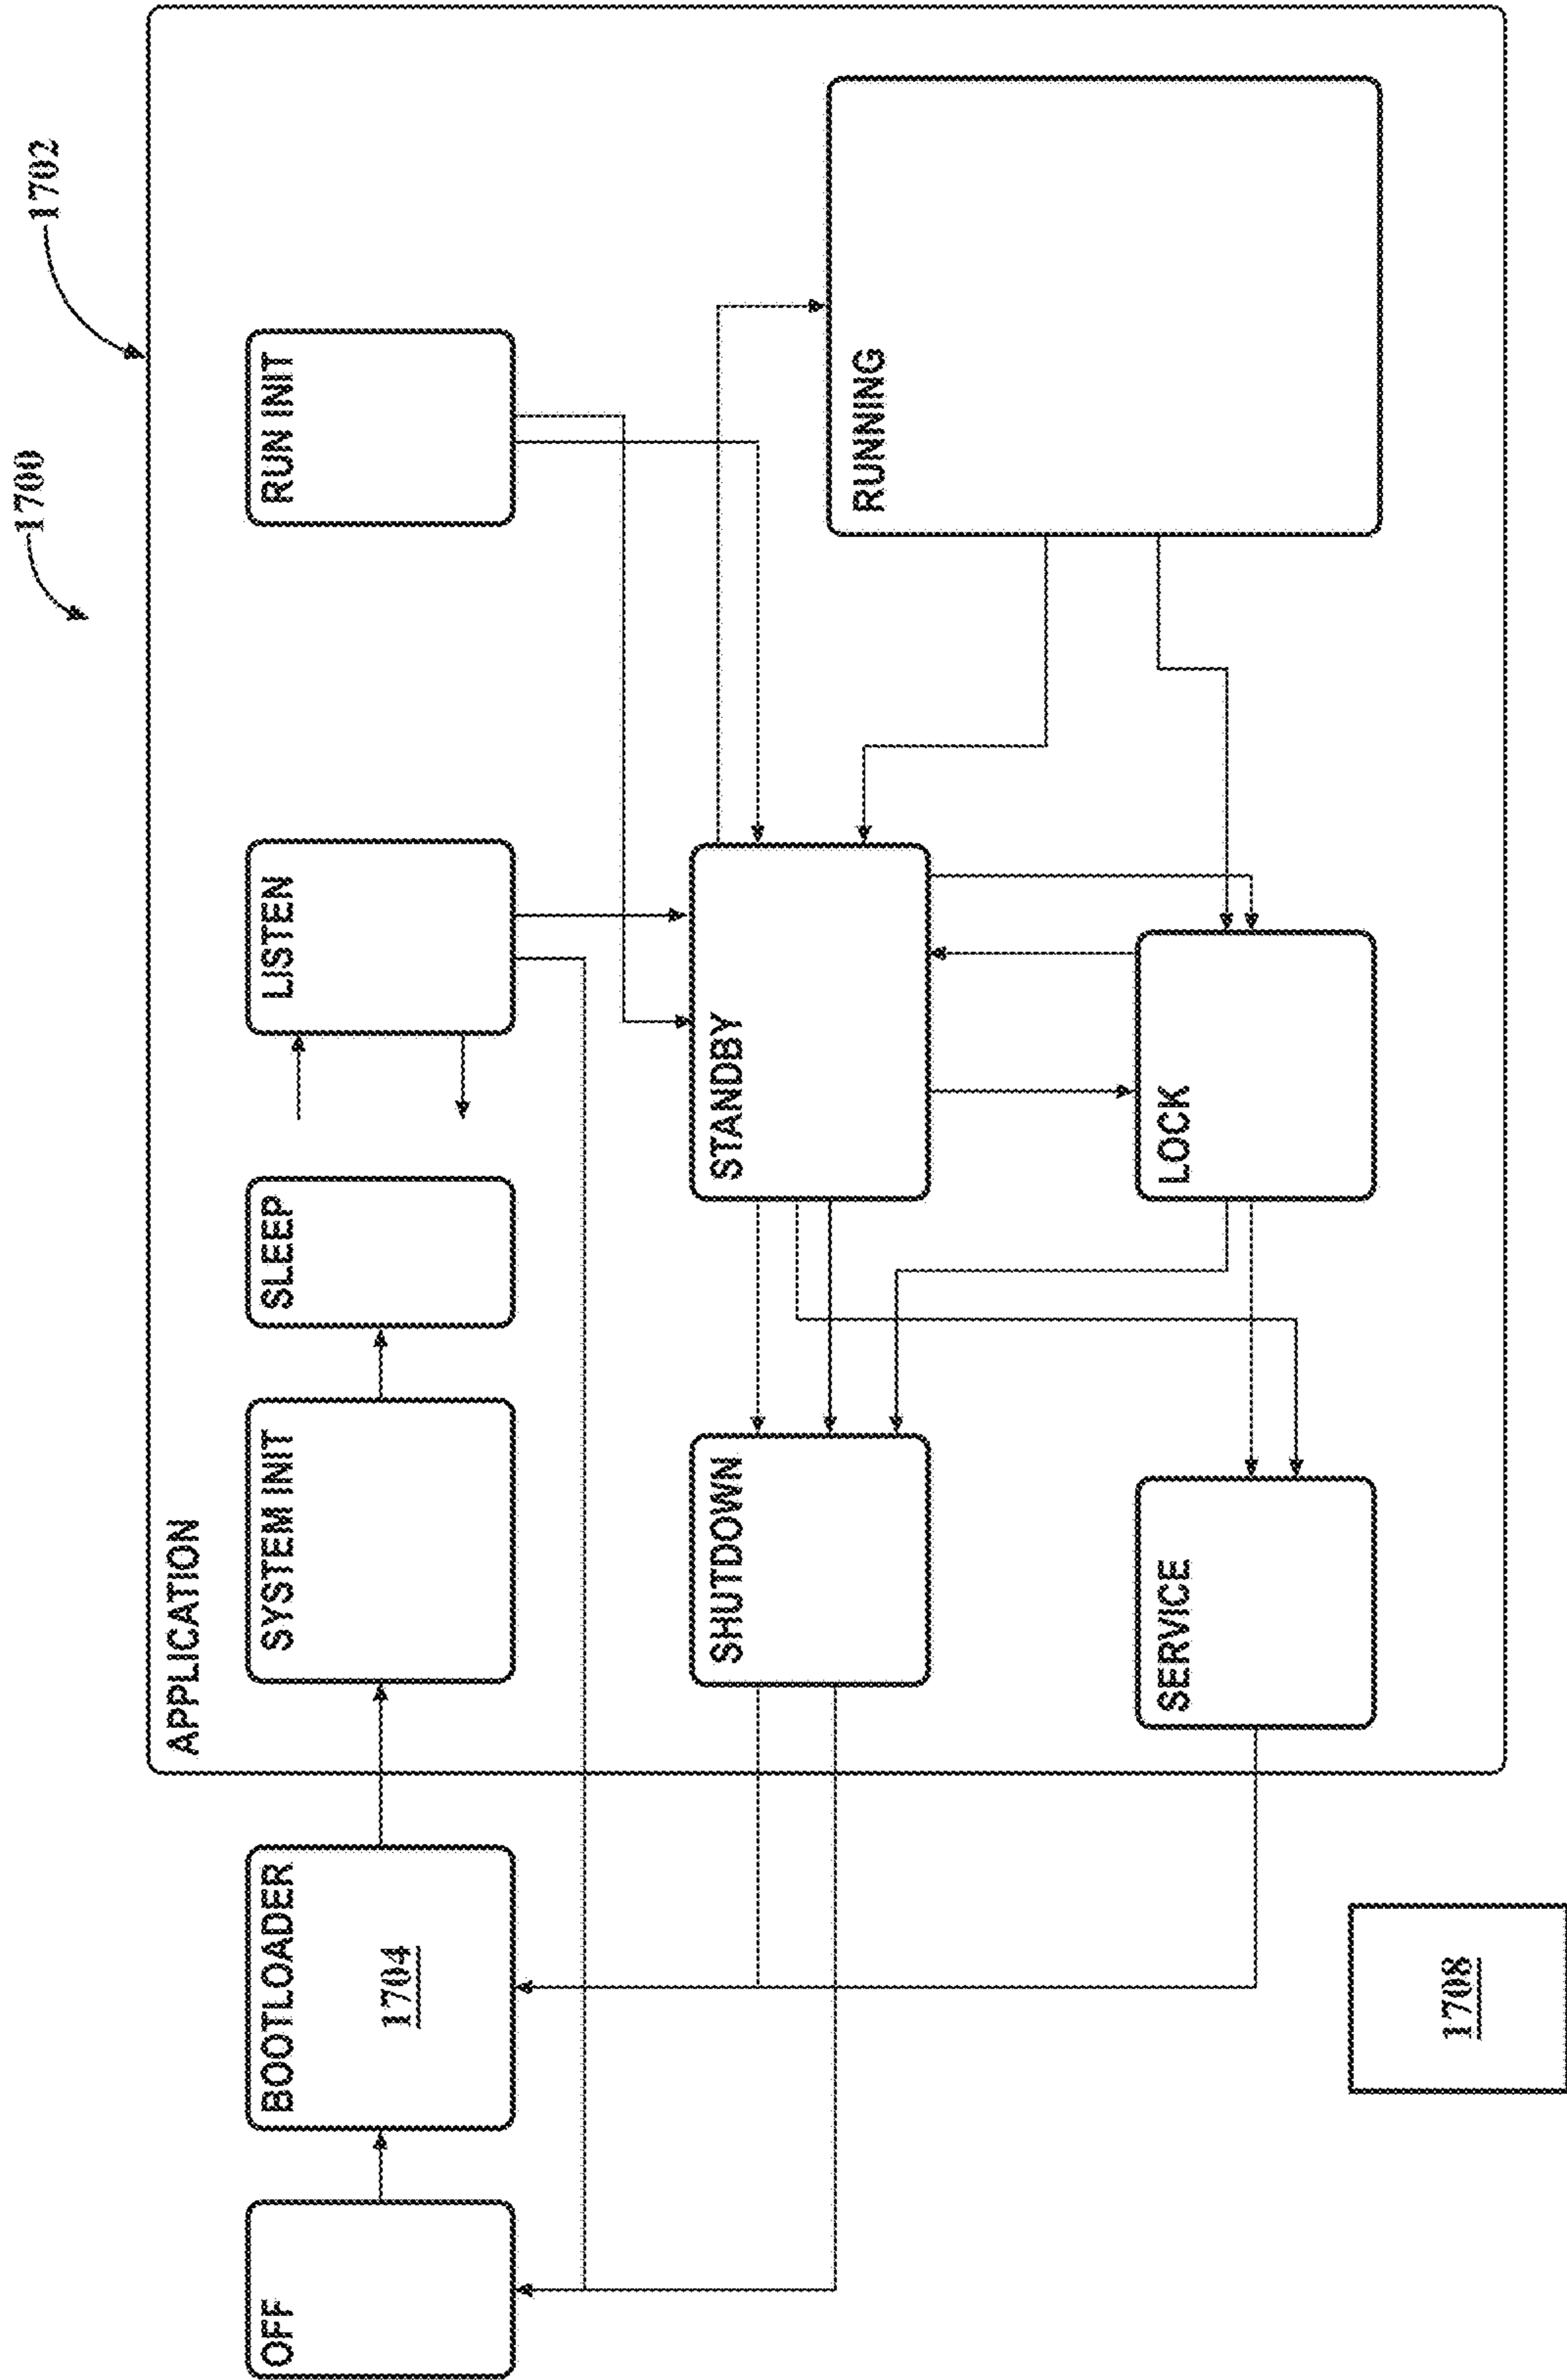 1700
1702
APPLICATION
OFF
BOOTLOADER
1704
SYSTEM INIT
SLEEP
LISTEN
RUN INIT
SHUTDOWN
STANDBY
RUNNING
SERVICE
LOCK
1708